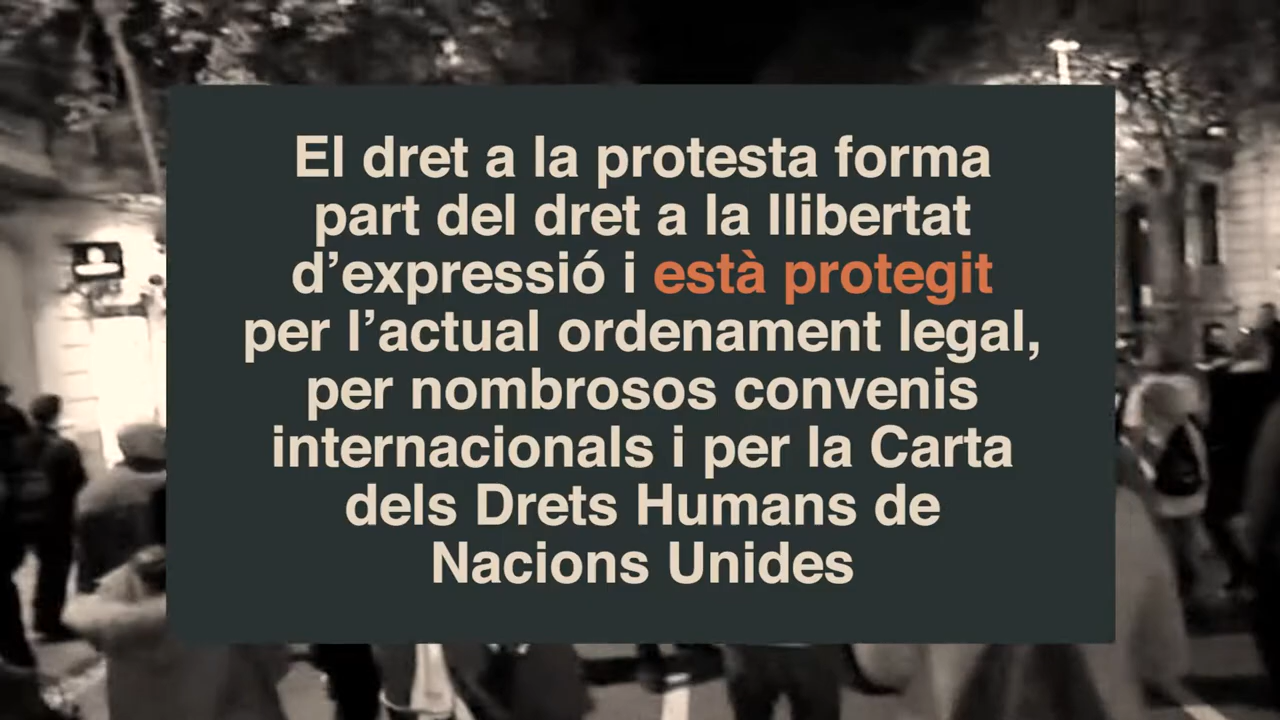 El dret a la protesta forma
part del dret a la llibertat
d’expressió i està protegit
per l’actual ordenament legal,
per nombrosos convenis
internacionals i per la Carta
dels Drets Humans de
Nacions Unides